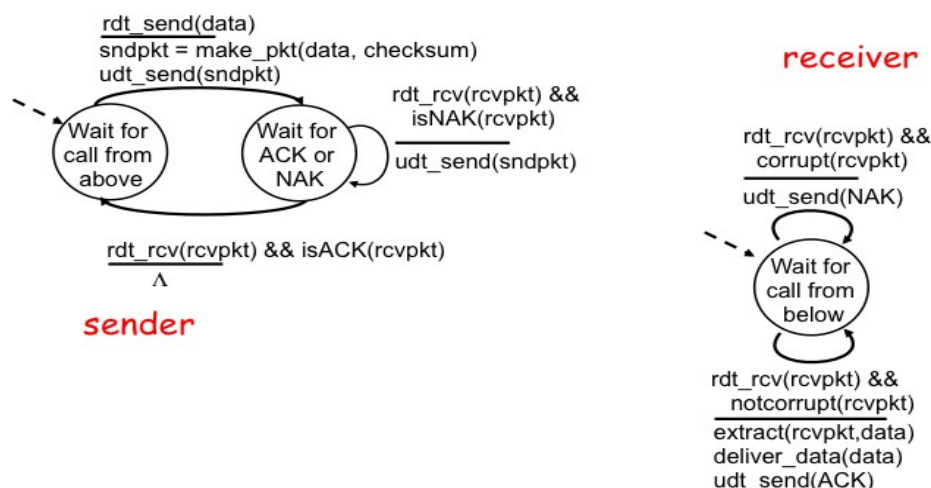 rdt_send(data)
sndpkt = make_pkt(data, checksum)
udt_send(sndpkt)
Wait for
call from
above
Wait for
ACK or
NAK
rdt_rcv(rcvpkt) &&
isNAK(rcvpkt)
udt_send(sndpkt)
rdt_rcv(rcvpkt) && isACK(rcvpkt)
Λ
sender
receiver
rdt_rcv(rcvpkt) &&
corrupt(rcvpkt)
udt_send(NAK)
Wait for
call from
below
rdt_rcv(rcvpkt) &&
notcorrupt(rcvpkt)
extract(rcvpkt,data)
deliver_data(data)
udt_send(ACK)